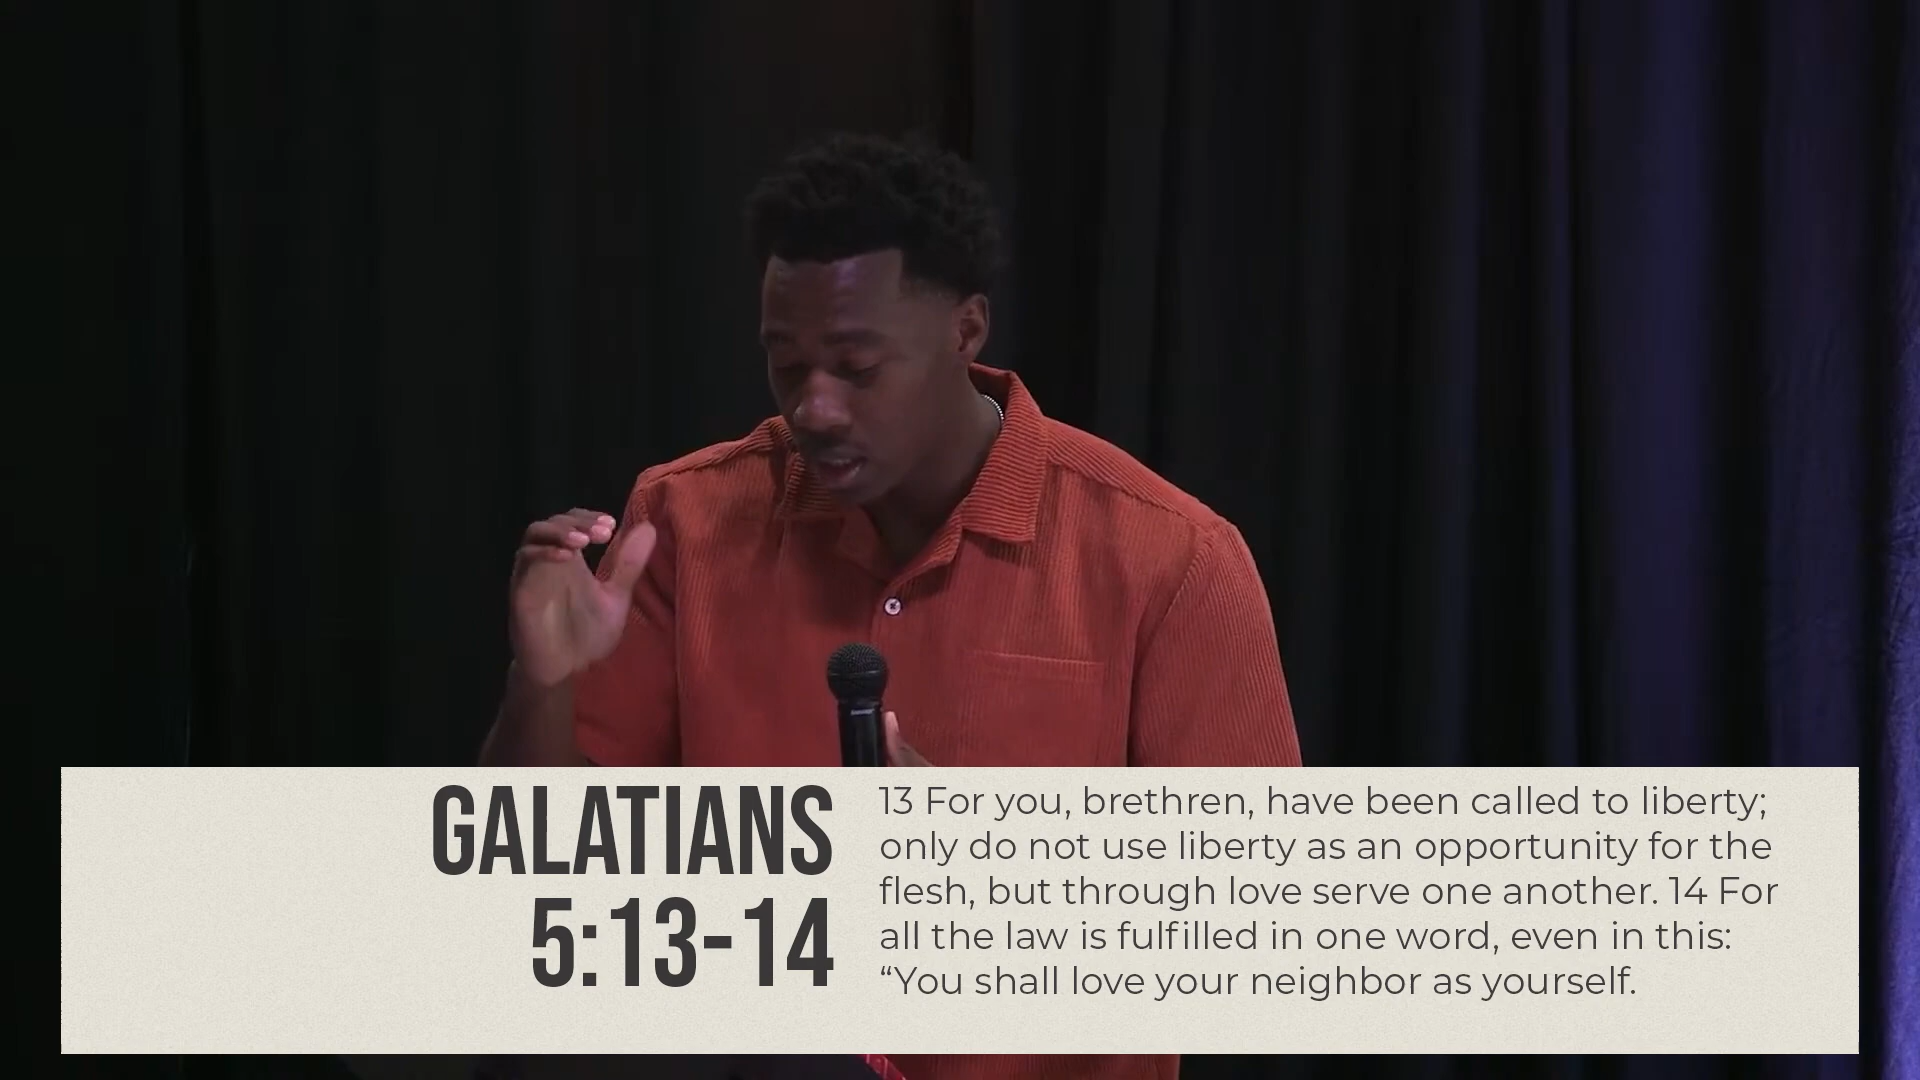 GALATIANS
5:13-14
13 For you, brethren, have been called to liberty;
only do not use liberty as an opportunity for the
flesh, but through love serve one another. 14 For
all the law is fulfilled in one word, even in this:
“You shall love your neighbor as yourself.